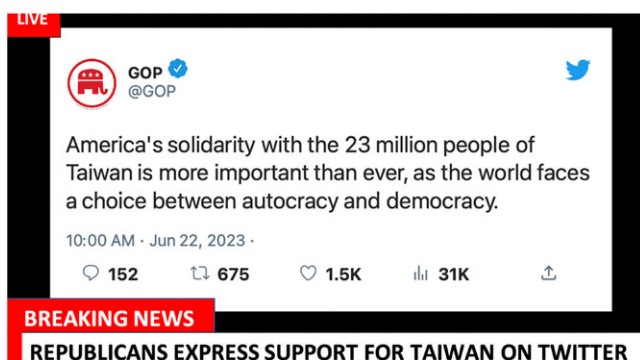 LIVE
GOP
@GOP
America's solidarity with the 23 million people of
Taiwan is more important than ever, as the world faces
a choice between autocracy and democracy.
10:00 AM · Jun 22, 2023 ·
152 675 1.5K 31K
BREAKING NEWS
REPUBLICANS EXPRESS SUPPORT FOR TAIWAN ON TWITTER